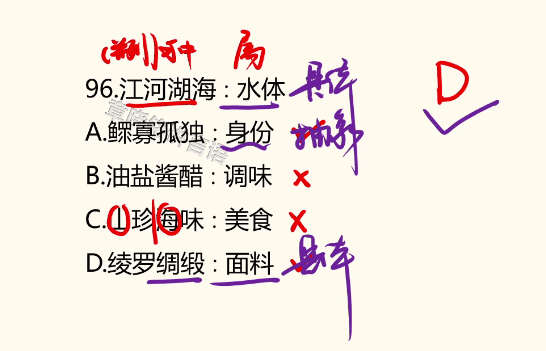 种 属
96.江河湖海：水体 具体
D
A.鳏寡孤独：身份 抽象
B.油盐酱醋：调味 ×
C.山珍海味：美食 ×
D.绫罗绸缎：面料 具体